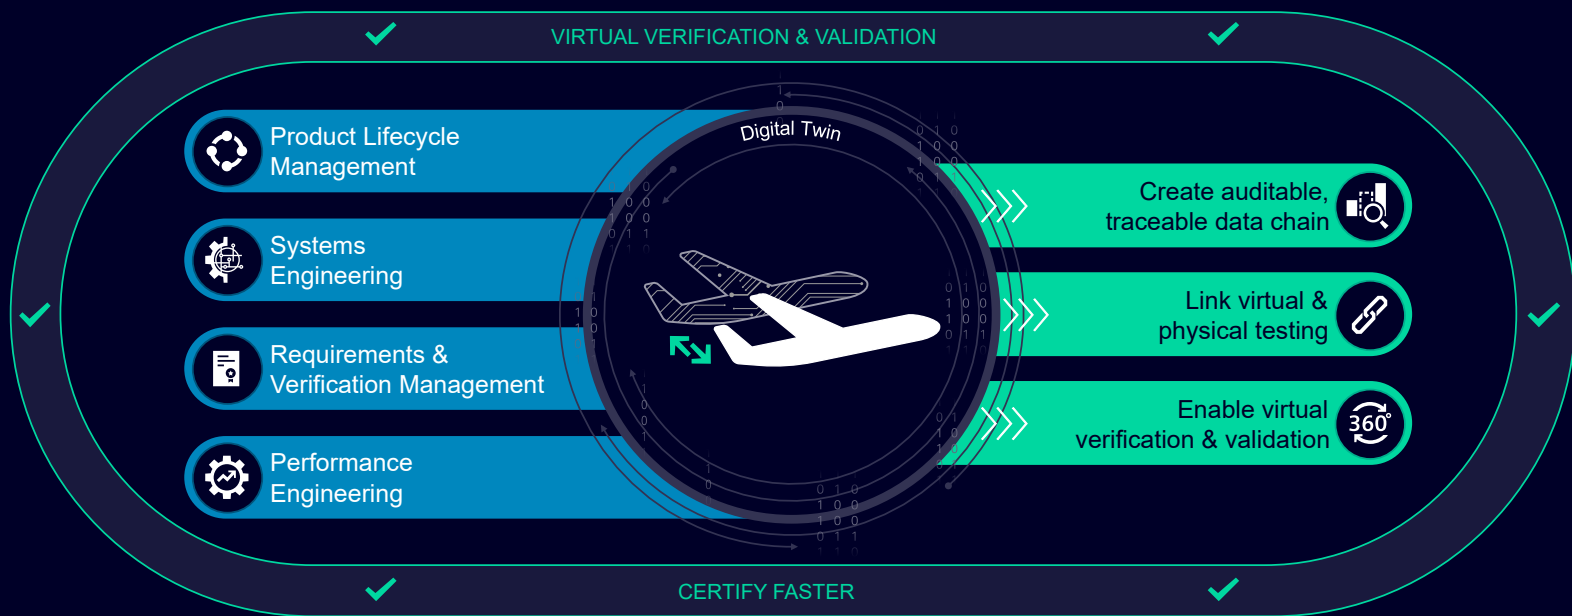 VIRTUAL VERIFICATION & VALIDATION
Digital Twin
Product Lifecycle
Management
Systems
Engineering
Requirements &
Verification Management
Performance
Engineering
Create auditable,
traceable data chain
Link virtual &
physical testing
Enable virtual
verification & validation
360°
CERTIFY FASTER